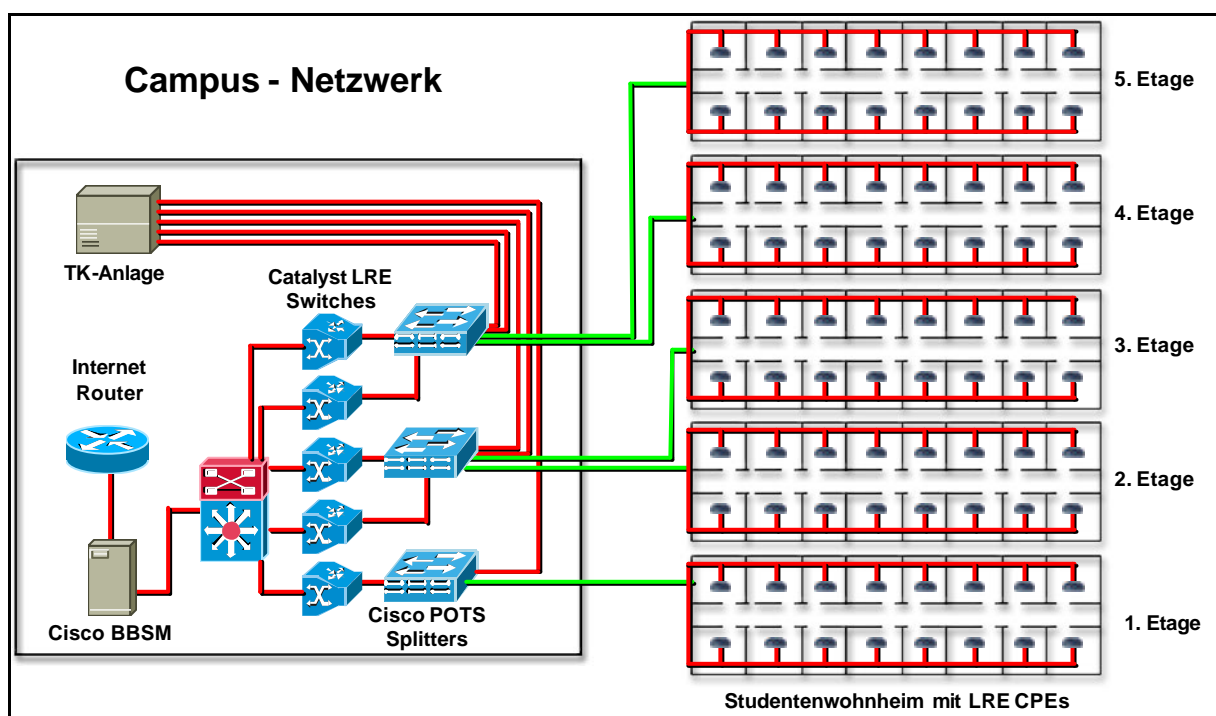 Campus - Netzwerk
TK-Anlage
Catalyst LRE
Switches
Internet
Router
Cisco BBSM
Cisco POTS
Splitters
5. Etage
4. Etage
3. Etage
2. Etage
1. Etage
Studentenwohnheim mit LRE CPEs